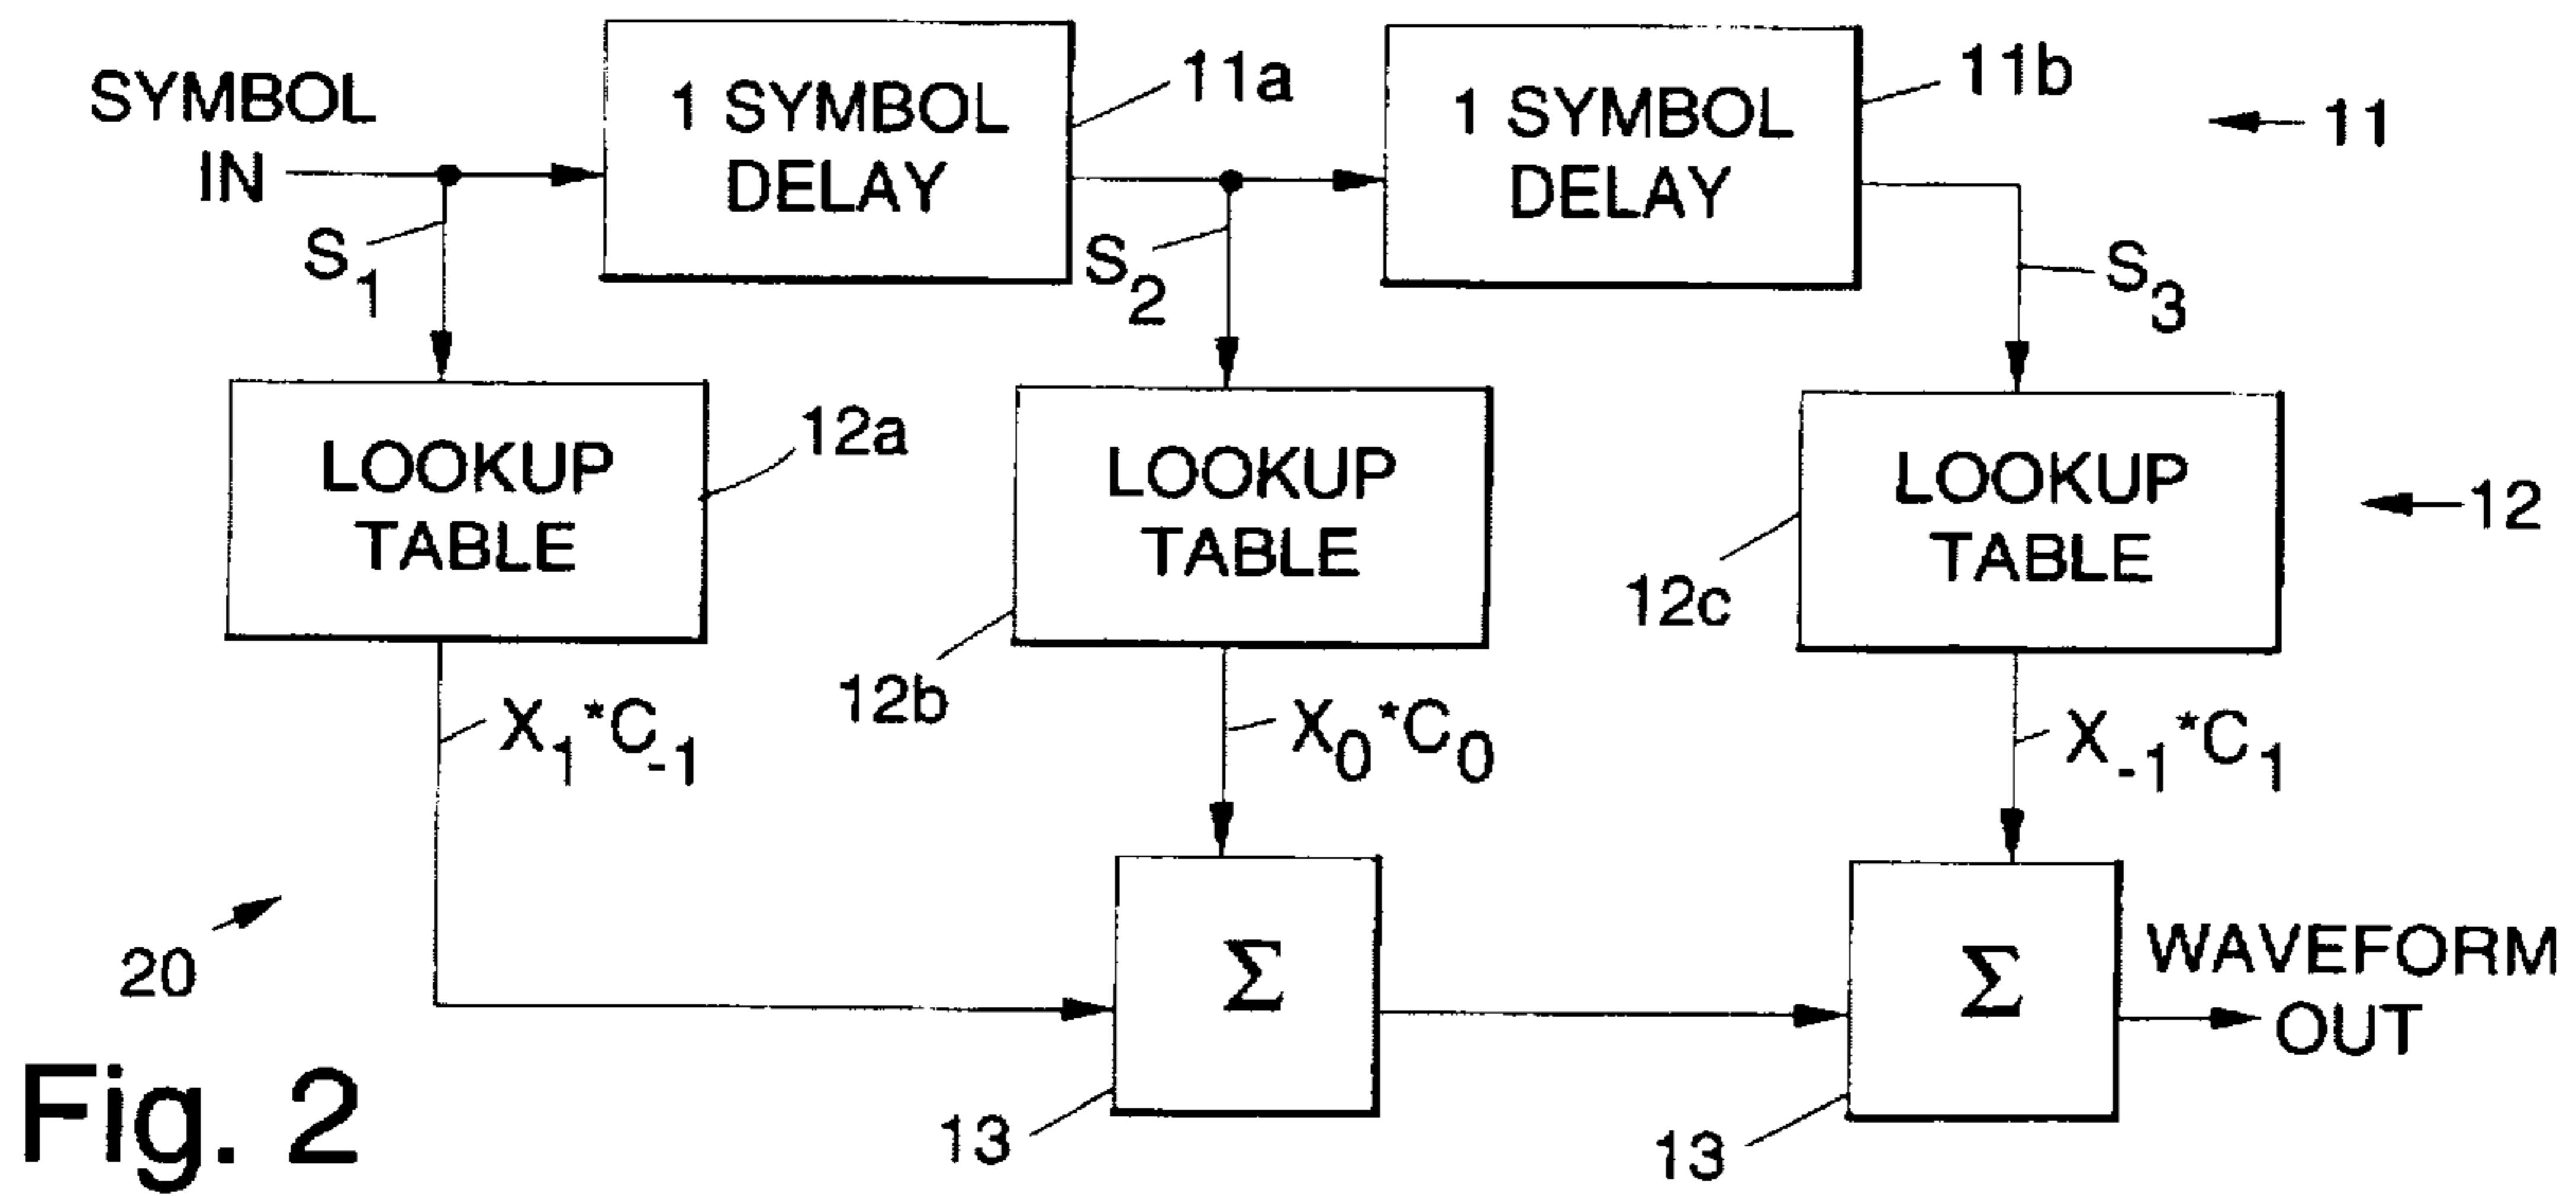 SYMBOL
IN
1 SYMBOL
DELAY
11a
1 SYMBOL
DELAY
11b
11
S1
S2
S3
LOOKUP
TABLE
12a
LOOKUP
TABLE
12b
LOOKUP
TABLE
12c
12
X1*C-1
X0*C0
X-1*C1
20
Σ
13
Σ
13
WAVEFORM
OUT
Fig. 2